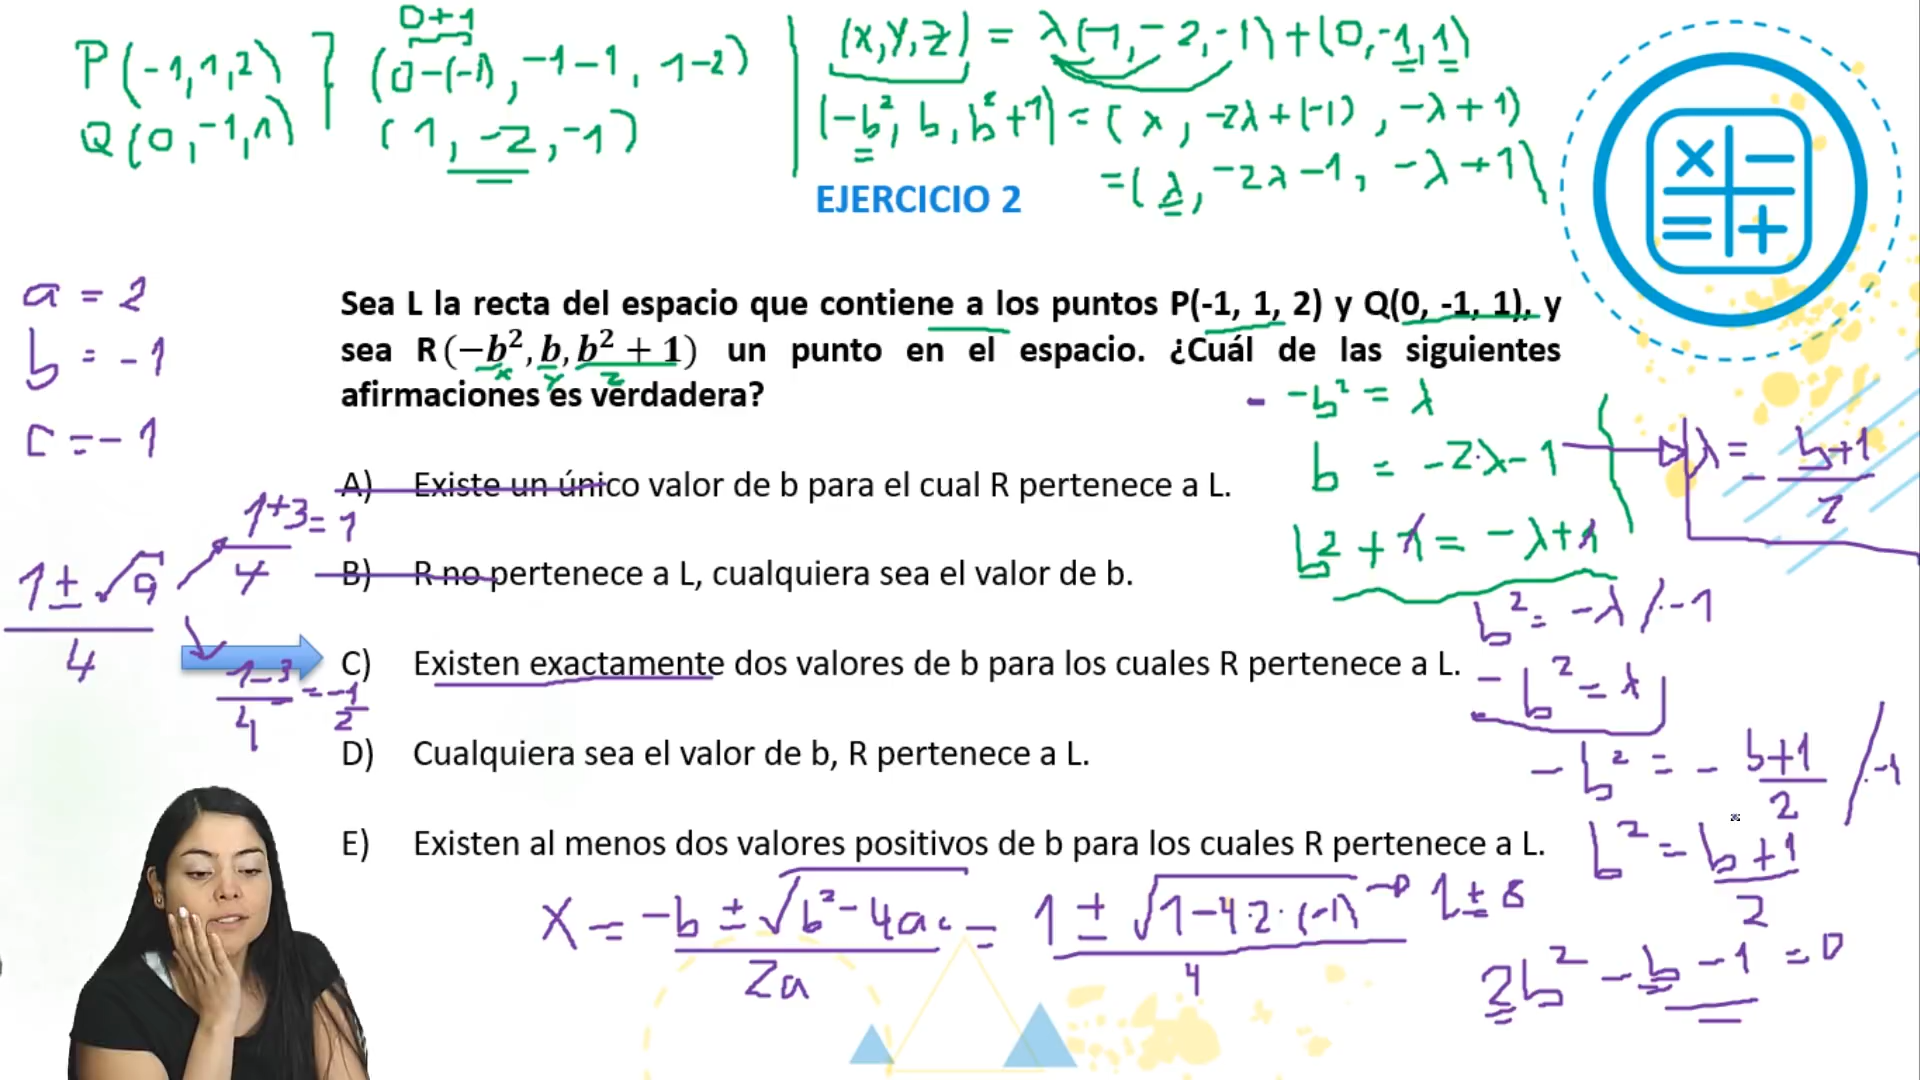 0+1
P(-1,1,2)
Q(0,-1,1)
(0-(-1), -1-1, 1-2)
(1, -2, -1)
(x,y,z) = λ(-1,-2,-1)+(0,-1,1)
(-b²,b,b²+1)=(λ, -2λ+(-1), -λ+1)
=(λ, -2λ-1, -λ+1)
EJERCICIO 2
a = 2
b = -1
c = -1
Sea L la recta del espacio que contiene a los puntos P(-1, 1, 2) y Q(0, -1, 1), y
sea R(−b², b, b² + 1) un punto en el espacio. ¿Cuál de las siguientes
x y z
afirmaciones es verdadera?
-b² = λ
b = -2·λ-1
λ = - b+1/2
b²+1= -λ+1
A) Existe un único valor de b para el cual R pertenece a L.
B) R no pertenece a L, cualquiera sea el valor de b.
C) Existen exactamente dos valores de b para los cuales R pertenece a L.
D) Cualquiera sea el valor de b, R pertenece a L.
E) Existen al menos dos valores positivos de b para los cuales R pertenece a L.
1±√9/4
1+3/4 = 1
1-3/4 = -1/2
b² = -λ /·-1
-b² = λ
-b² = - b+1/2 /·-1
b² = b+1/2
2b² - b - 1 = 0
X = -b ± √b²-4ac/2a = 1 ± √1-4·2·(-1)/4 → 1±8